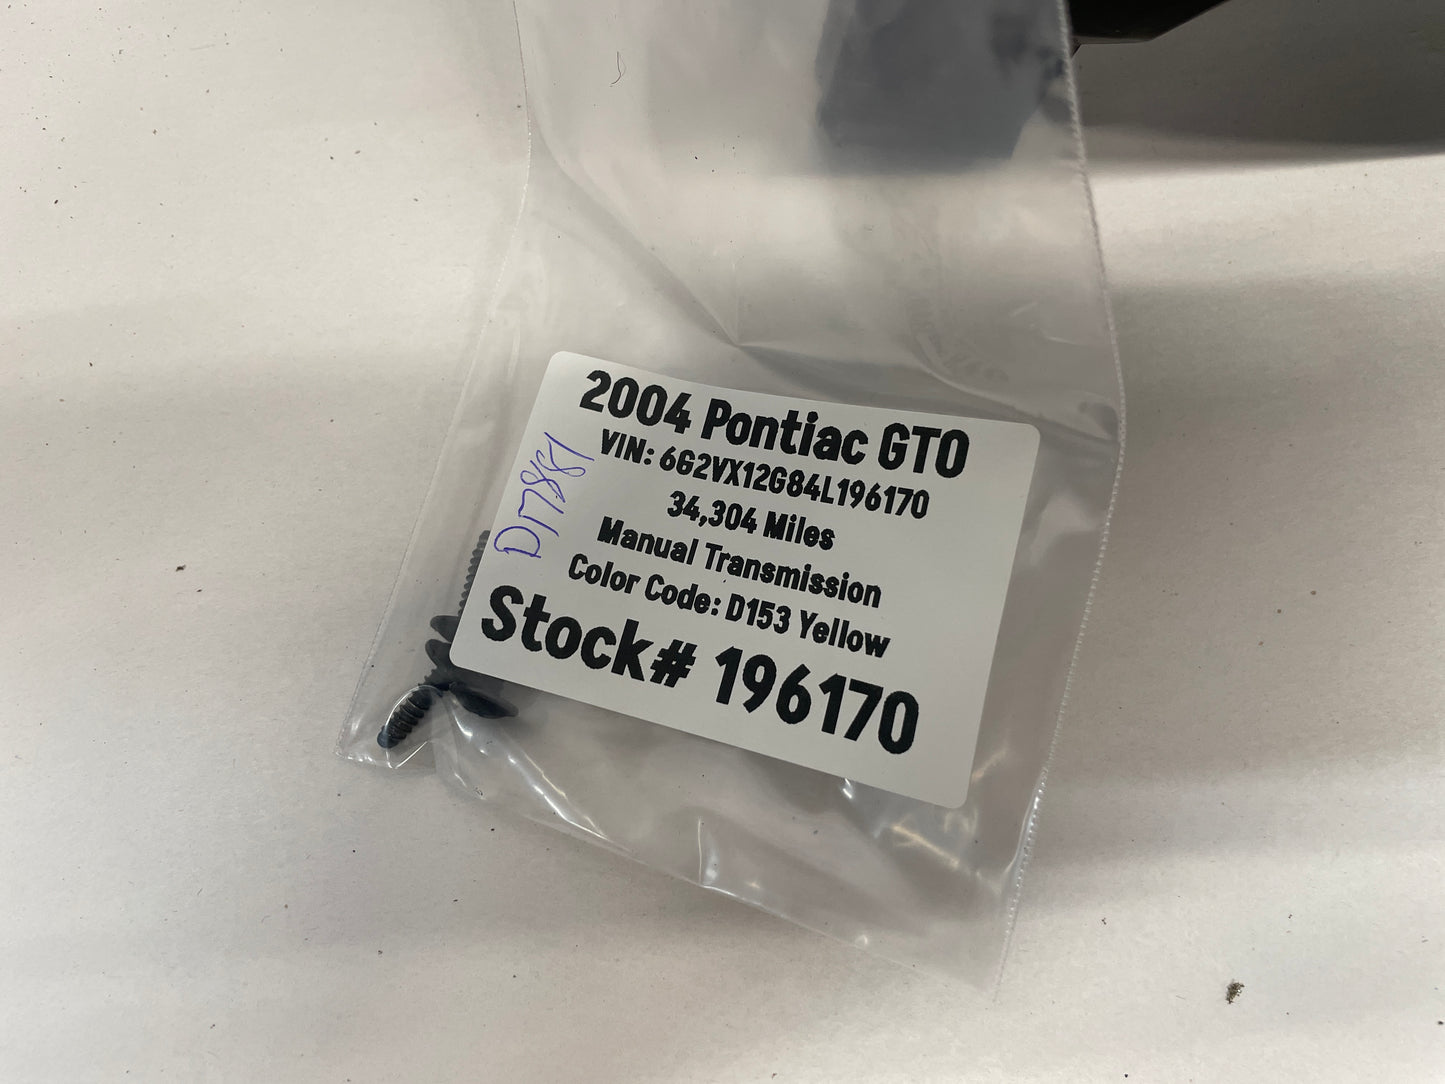 2004 Pontiac GTO
VIN: 6G2VX12G84L196170
34,304 Miles
Manual Transmission
Color Code: D153 Yellow
Stock# 196170
D17881